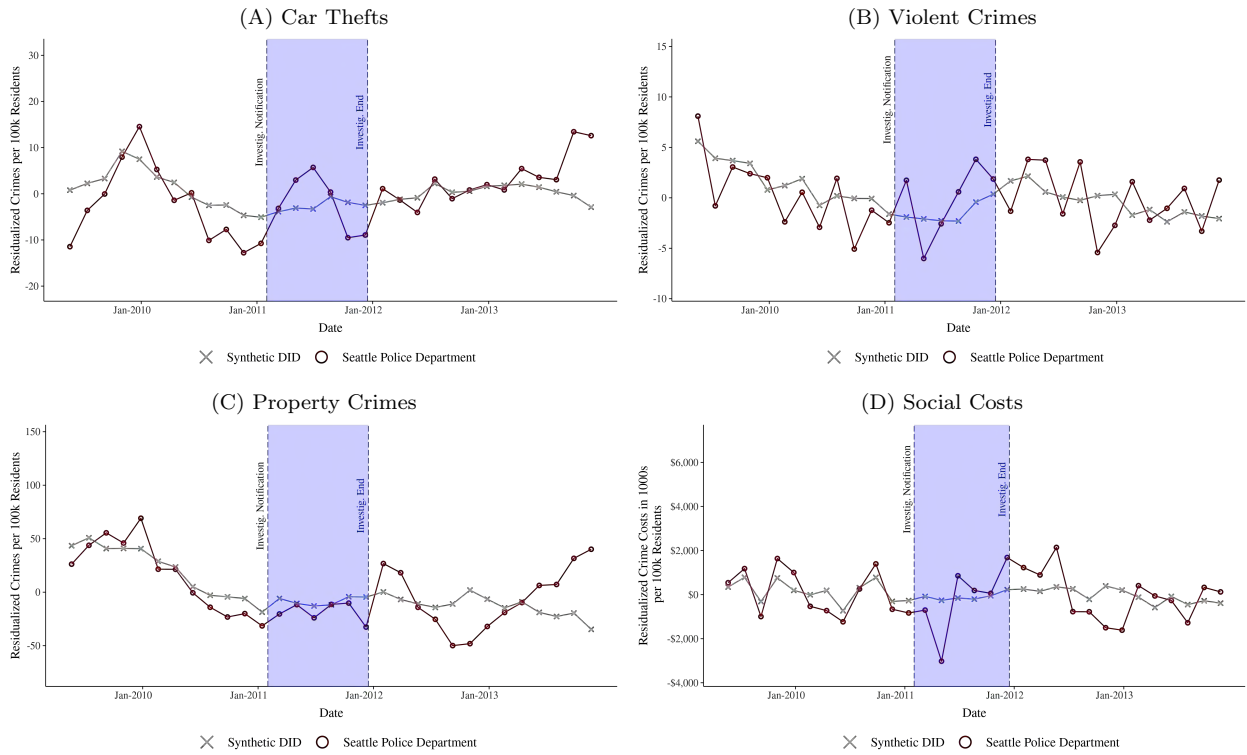 (A) Car Thefts
Residualized Crimes per 100k Residents
30
20
10
0
-10
-20
Investig. Notification
Investig. End
Jan-2010
Jan-2011
Jan-2012
Jan-2013
Date
Synthetic DID
Seattle Police Department
(B) Violent Crimes
Residualized Crimes per 100k Residents
15
10
5
0
-5
-10
Investig. Notification
Investig. End
Jan-2010
Jan-2011
Jan-2012
Jan-2013
Date
Synthetic DID
Seattle Police Department
(C) Property Crimes
Residualized Crimes per 100k Residents
150
100
50
0
-50
Investig. Notification
Investig. End
Jan-2010
Jan-2011
Jan-2012
Jan-2013
Date
Synthetic DID
Seattle Police Department
(D) Social Costs
Residualized Crime Costs in 1000s
per 100k Residents
$6,000
$4,000
$2,000
$0
-$2,000
-$4,000
Investig. Notification
Investig. End
Jan-2010
Jan-2011
Jan-2012
Jan-2013
Date
Synthetic DID
Seattle Police Department